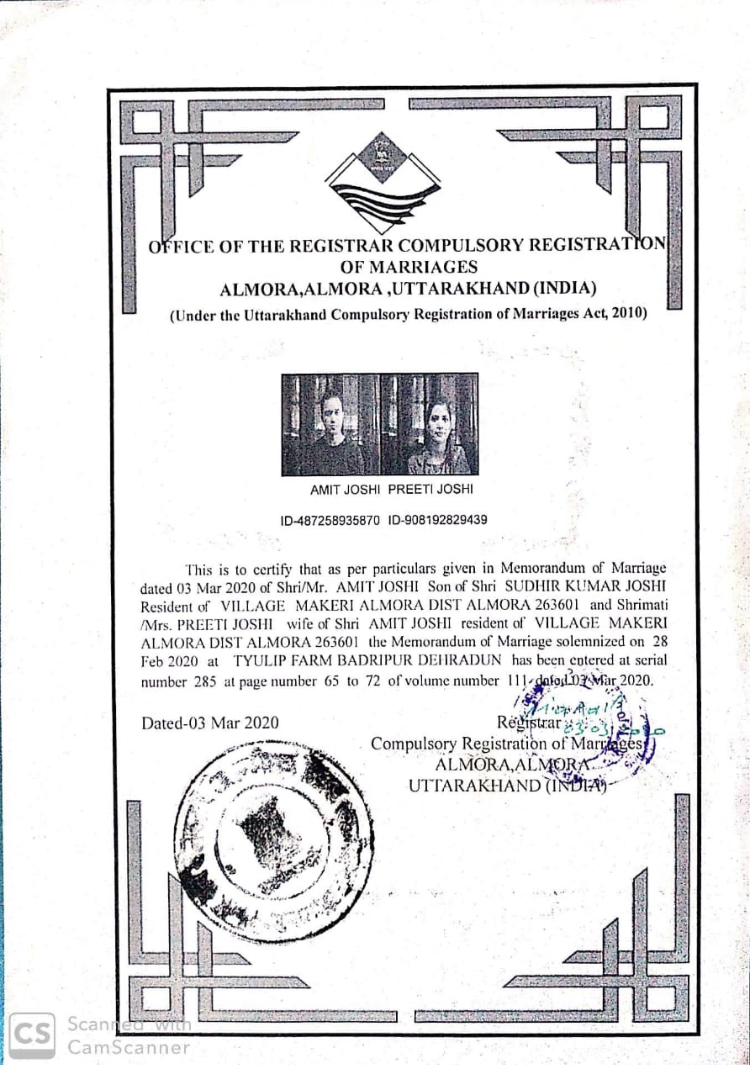 OFFICE OF THE REGISTRAR COMPULSORY REGISTRATION
OF MARRIAGES
ALMORA,ALMORA ,UTTARAKHAND (INDIA)
(Under the Uttarakhand Compulsory Registration of Marriages Act, 2010)
AMIT JOSHI PREETI JOSHI
ID-487258935870 ID-908192829439
This is to certify that as per particulars given in Memorandum of Marriage
dated 03 Mar 2020 of Shri/Mr. AMIT JOSHI Son of Shri SUDHIR KUMAR JOSHI
Resident of VILLAGE MAKERI ALMORA DIST ALMORA 263601 and Shrimati
/Mrs. PREETI JOSHI wife of Shri AMIT JOSHI resident of VILLAGE MAKERI
ALMORA DIST ALMORA 263601 the Memorandum of Marriage solemnized on 28
Feb 2020 at TYULIP FARM BADRIPUR DEHRADUN has been entered at serial
number 285 at page number 65 to 72 of volume number 111 dated 03 Mar 2020.
Dated-03 Mar 2020
Registrar
Compulsory Registration of Marriages
ALMORA,ALMORA
UTTARAKHAND (INDIA)
CS Scanned with
CamScanner